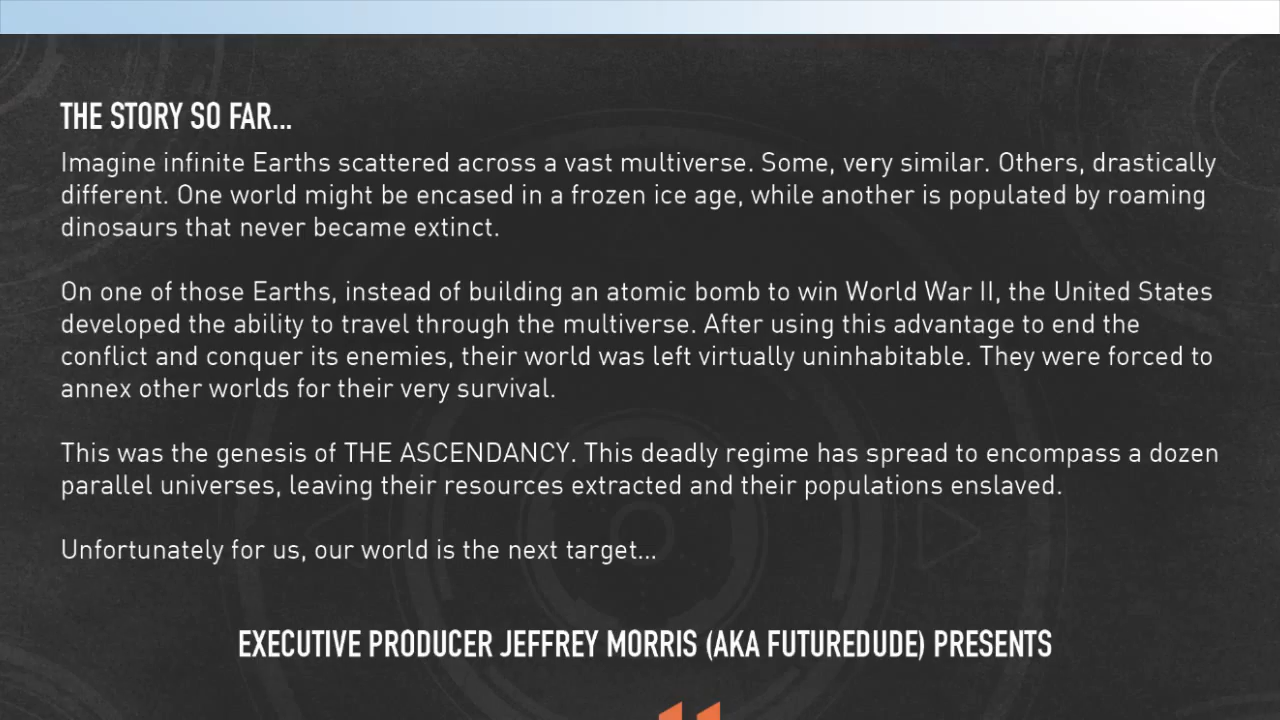 THE STORY SO FAR...
Imagine infinite Earths scattered across a vast multiverse. Some, very similar. Others, drastically
different. One world might be encased in a frozen ice age, while another is populated by roaming
dinosaurs that never became extinct.
On one of those Earths, instead of building an atomic bomb to win World War II, the United States
developed the ability to travel through the multiverse. After using this advantage to end the
conflict and conquer its enemies, their world was left virtually uninhabitable. They were forced to
annex other worlds for their very survival.
This was the genesis of THE ASCENDANCY. This deadly regime has spread to encompass a dozen
parallel universes, leaving their resources extracted and their populations enslaved.
Unfortunately for us, our world is the next target...
EXECUTIVE PRODUCER JEFFREY MORRIS (AKA FUTUREDUDE) PRESENTS